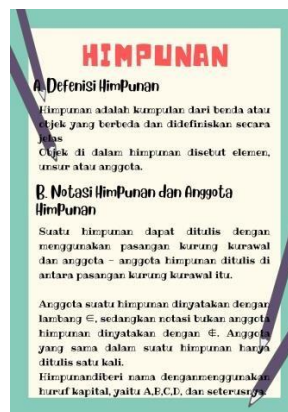 HIMPUNAN
A. Defenisi HimPunan
Himpunan adalah kumpulan dari benda atau
objek yang berbeda dan didefiniskan secara
jelas
Objek di dalam himpunan disebut elemen,
unsur atau anggota.
B. Notasi HimPunan dan Anggota
HimPunan
Suatu himpunan dapat ditulis dengan
menggunakan pasangan kurung kurawal
dan anggota - anggota himpunan ditulis di
antara pasangan kurung kurawal itu.
Anggota suatu himpunan dinyatakan dengan
lambang ∈, sedangkan notasi bukan anggota
himpunan dinyatakan dengan ∉. Anggota
yang sama dalam suatu himpunan hanya
ditulis satu kali.
Himpunandiberi nama denganmenggunakan
huruf kapital, yaitu A,B,C,D, dan seterusnya.